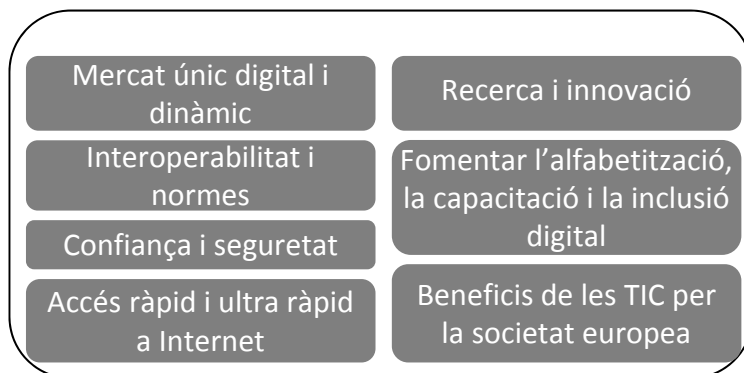 Mercat únic digital i
dinàmic
Interoperabilitat i
normes
Confiança i seguretat
Accés ràpid i ultra ràpid
a Internet
Recerca i innovació
Fomentar l’alfabetització,
la capacitació i la inclusió
digital
Beneficis de les TIC per
la societat europea